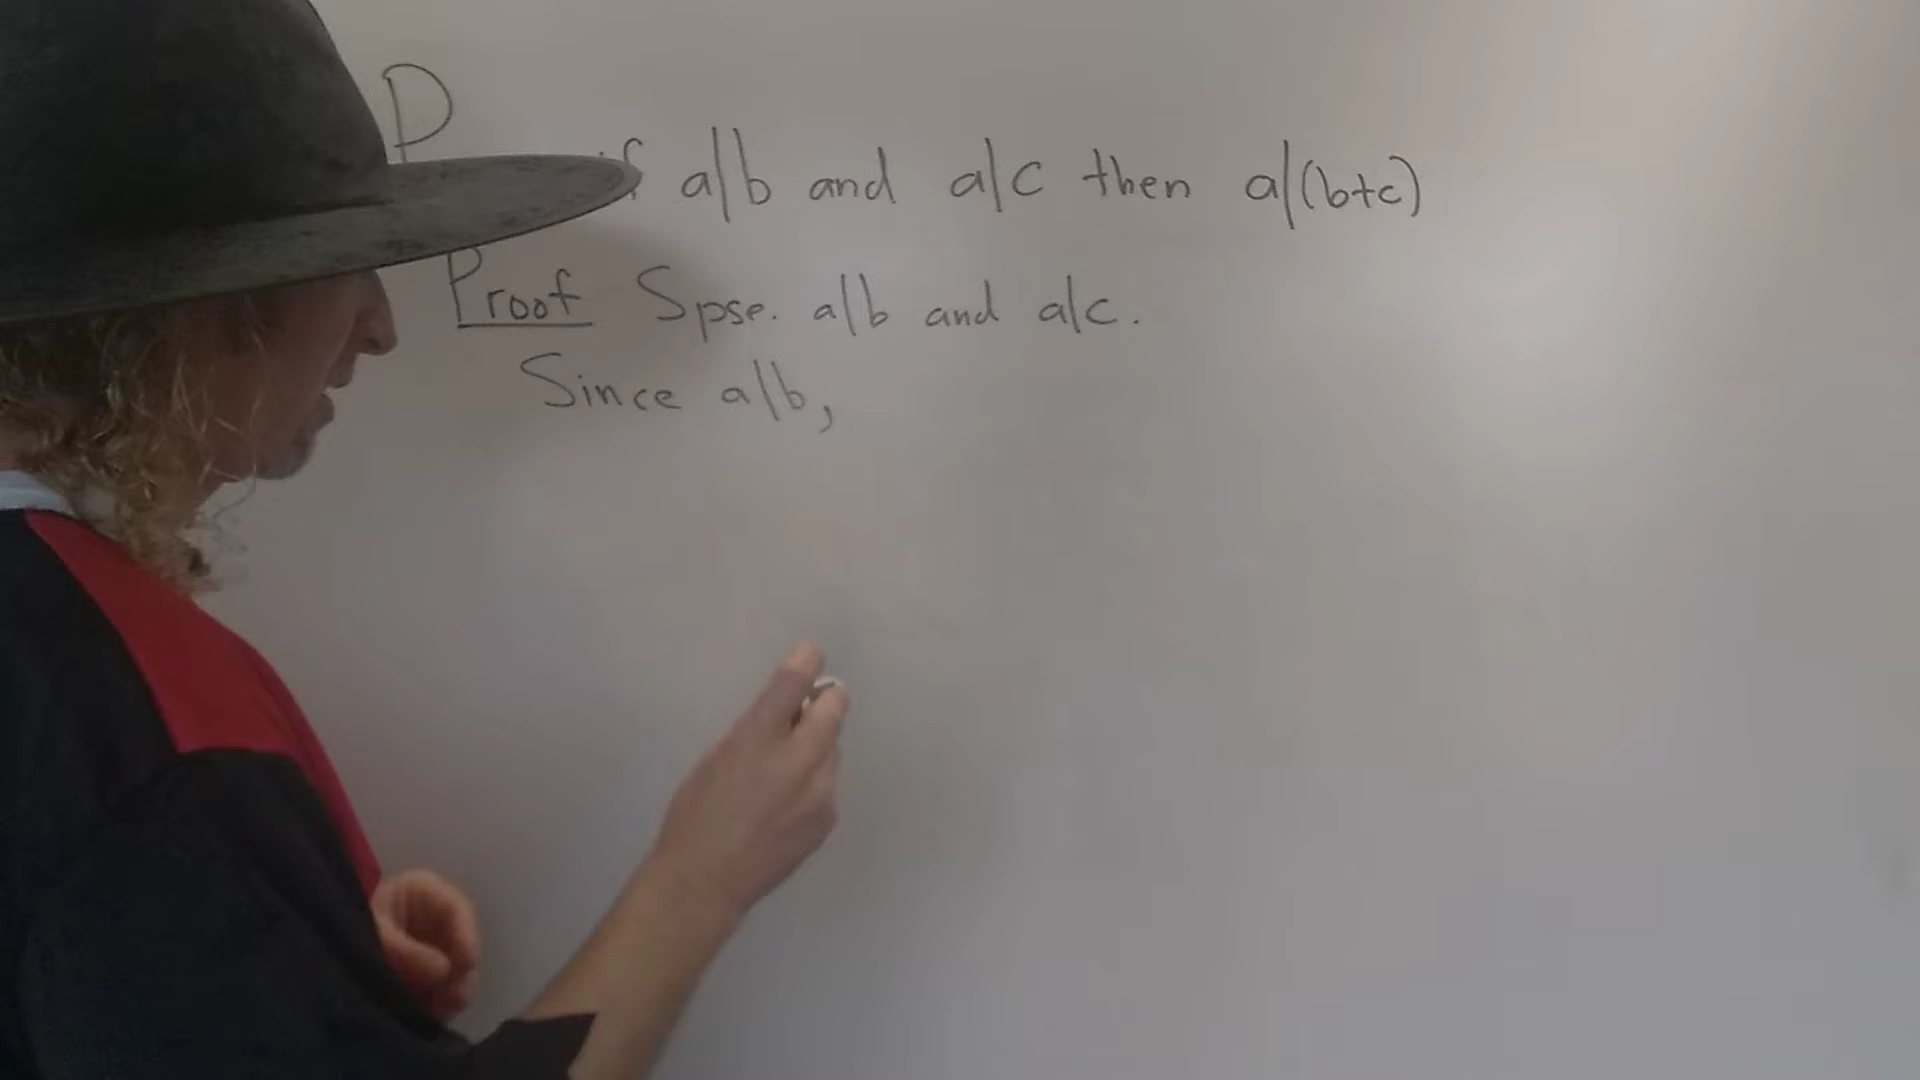 P
if a|b and a|c then a|(b+c)
Proof Spse. a|b and a|c.
Since a|b,